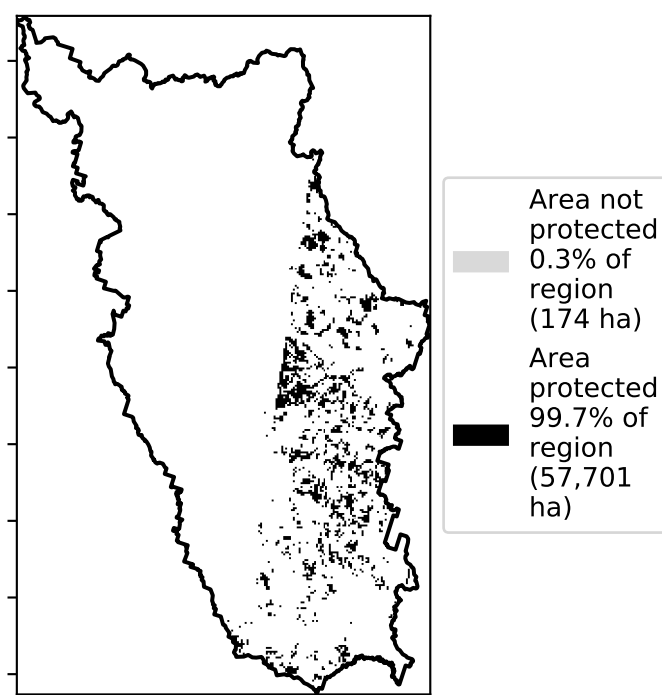 Area not
protected
0.3% of
region
(174 ha)
Area
protected
99.7% of
region
(57,701
ha)